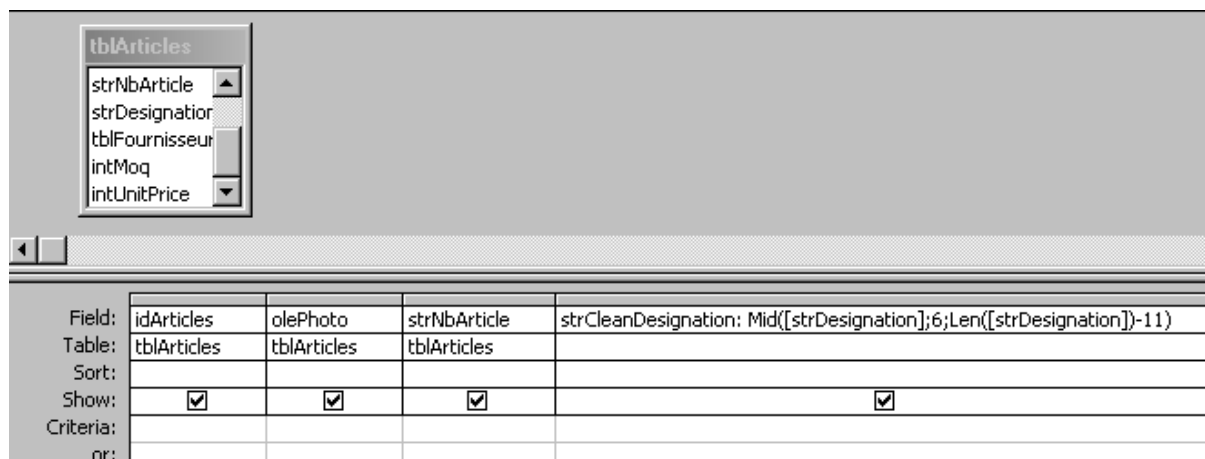 tblArticles
strNbArticle
strDesignation
tblFournisseur
intMoq
intUnitPrice
Field: idArticles olePhoto strNbArticle strCleanDesignation: Mid([strDesignation];6;Len([strDesignation])-11)
Table: tblArticles tblArticles tblArticles
Sort:
Show:
Criteria:
or: